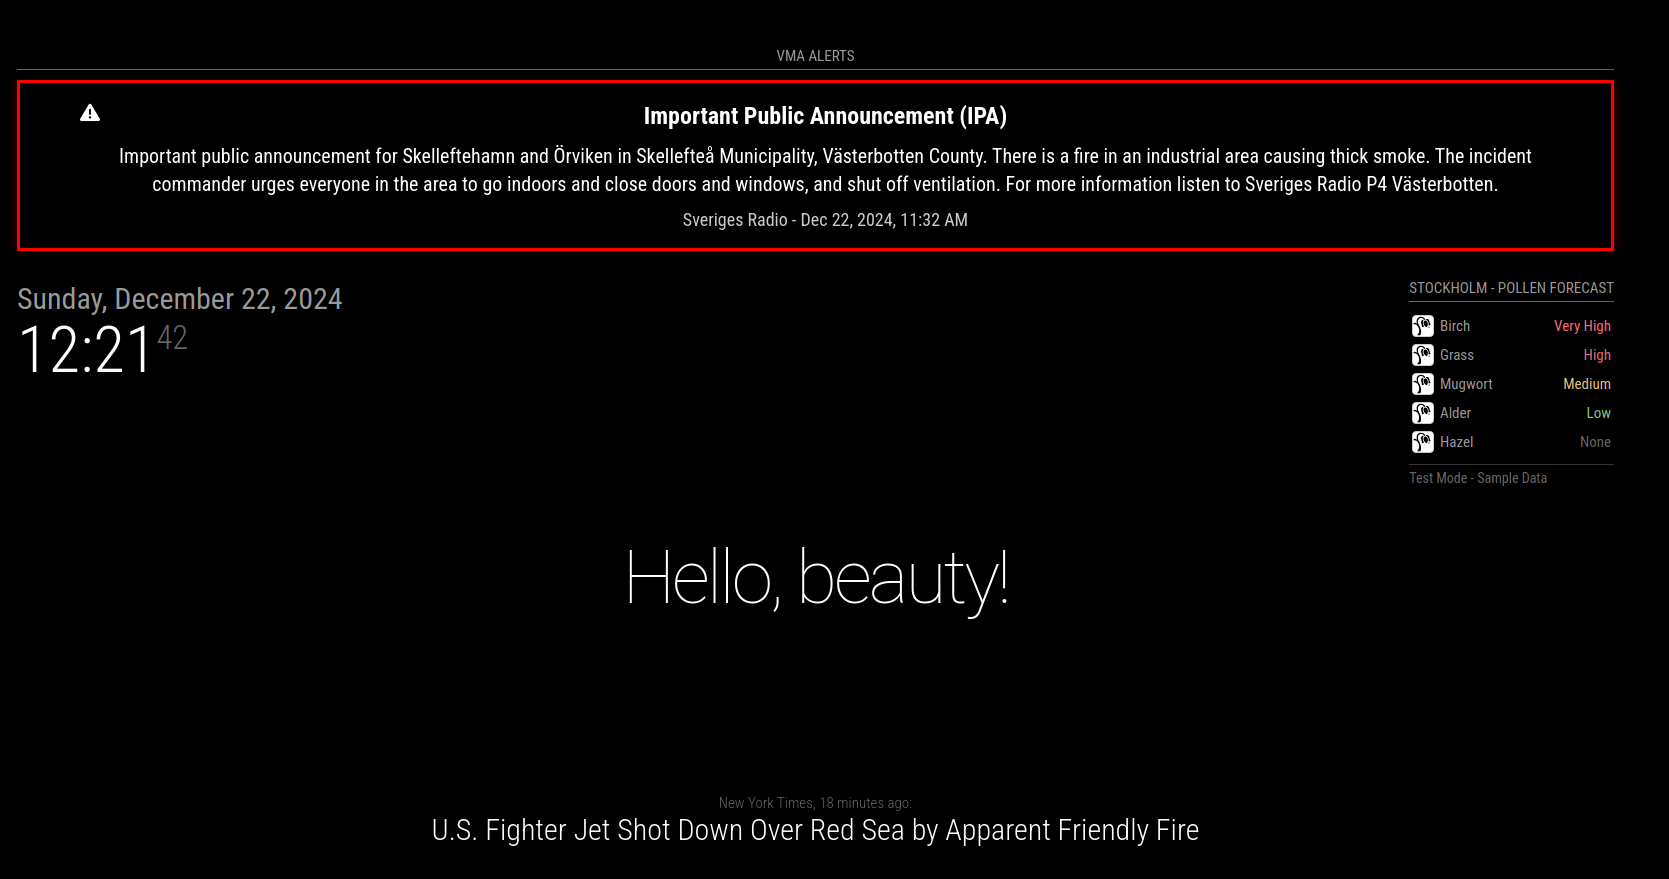 VMA ALERTS
Important Public Announcement (IPA)
Important public announcement for Skelleftehamn and Örviken in Skellefteå Municipality, Västerbotten County. There is a fire in an industrial area causing thick smoke. The incident
commander urges everyone in the area to go indoors and close doors and windows, and shut off ventilation. For more information listen to Sveriges Radio P4 Västerbotten.
Sveriges Radio - Dec 22, 2024, 11:32 AM
Sunday, December 22, 2024
12:21 42
STOCKHOLM - POLLEN FORECAST
Birch Very High
Grass High
Mugwort Medium
Alder Low
Hazel None
Test Mode - Sample Data
Hello, beauty!
New York Times, 18 minutes ago:
U.S. Fighter Jet Shot Down Over Red Sea by Apparent Friendly Fire